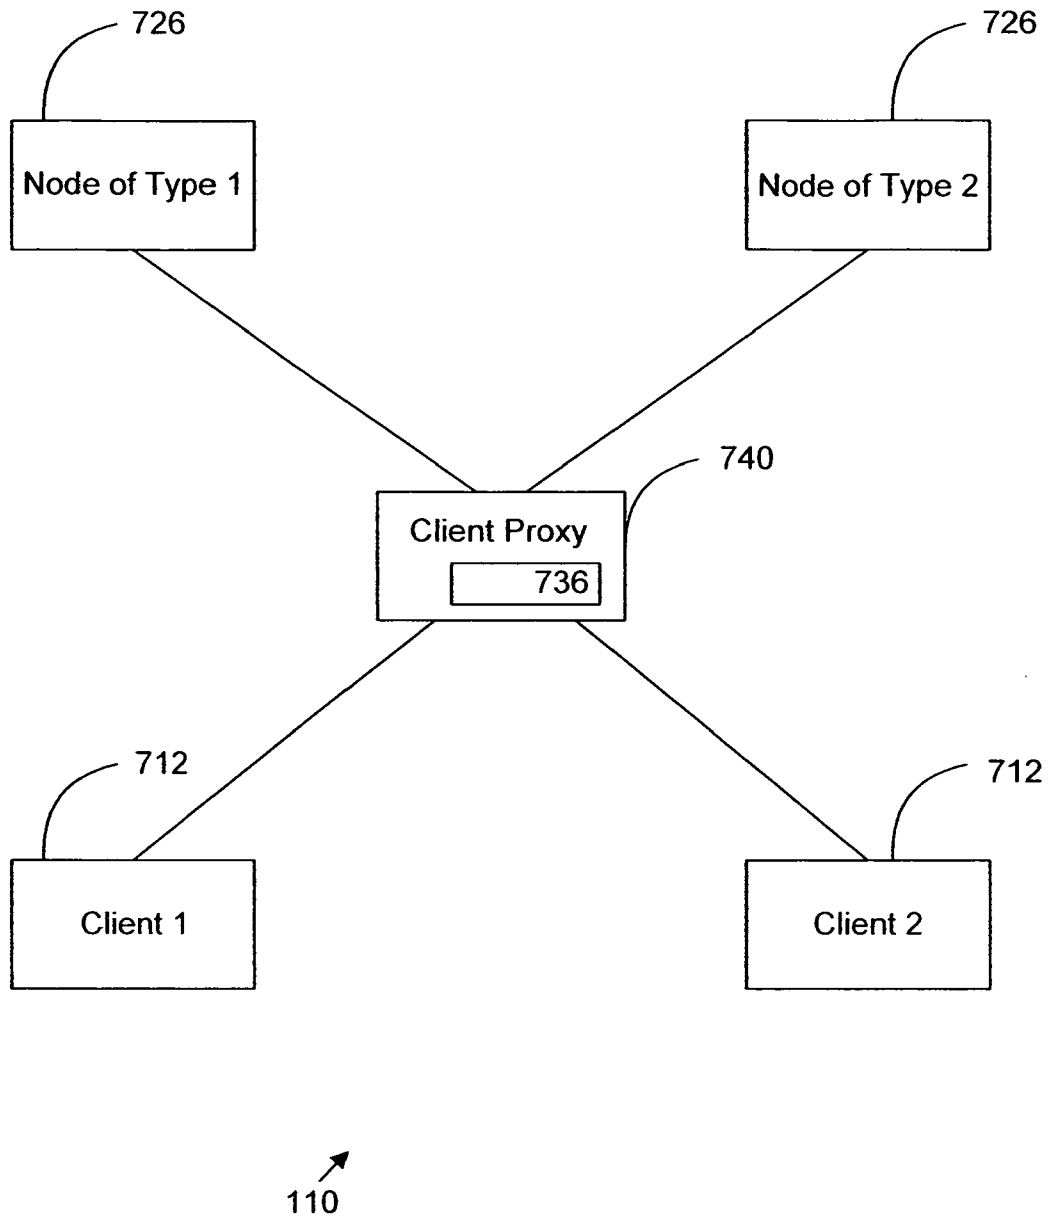 726
726
Node of Type 1
Node of Type 2
740
Client Proxy
736
712
712
Client 1
Client 2
110